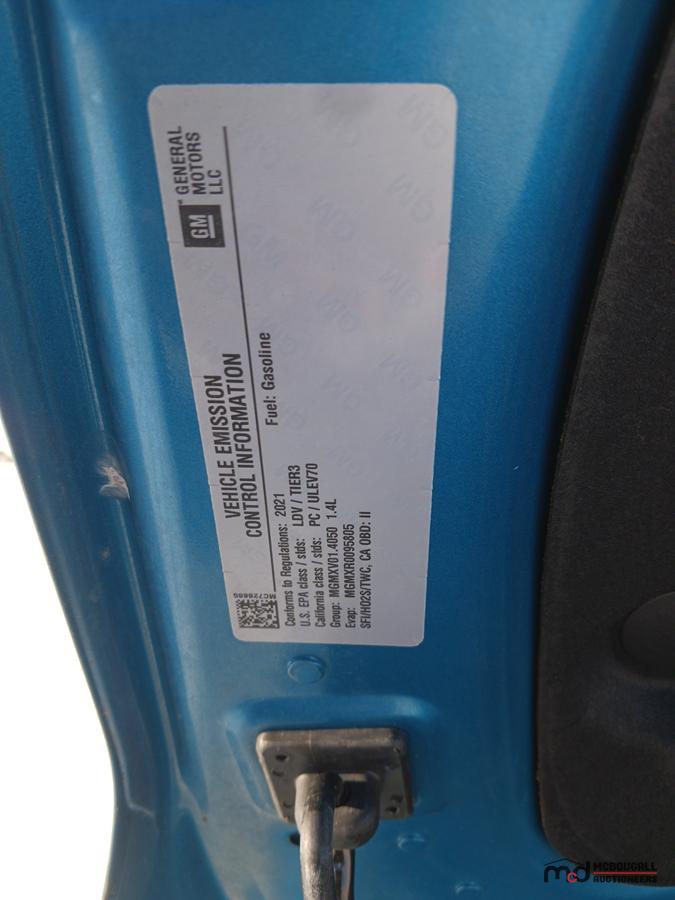 GM
GENERAL
MOTORS
LLC
VEHICLE EMISSION
CONTROL INFORMATION
Fuel: Gasoline
Conforms to Regulations: 2021
U.S. EPA class / stds: LDV / TIER3
California class / stds: PC / ULEV70
Group: MGMXV01.4050 1.4L
Evap: MGMXR0095805
SFI/HO2S/TWC, CA OBD: II
mcd MCDOUGALL
AUCTIONEERS